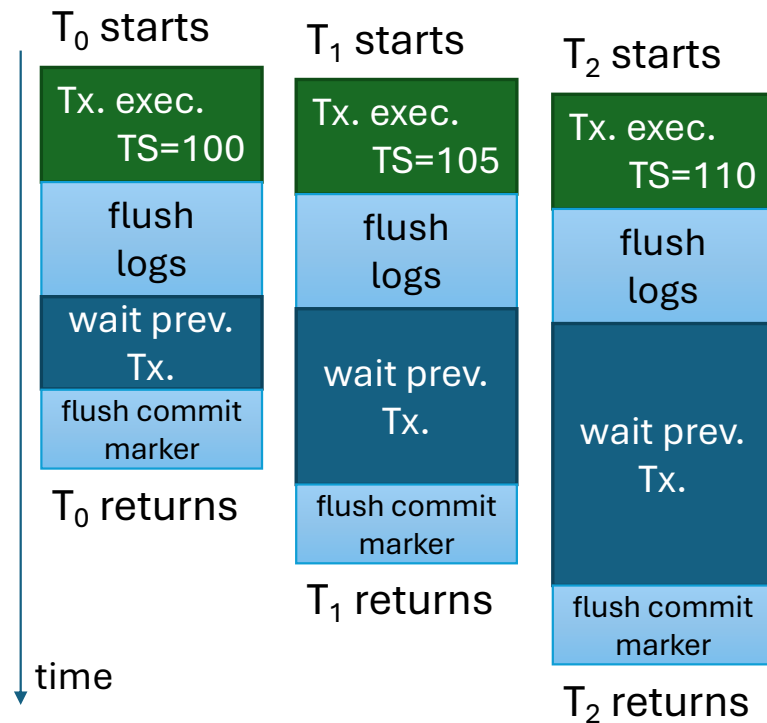 T₀ starts
Tx. exec.
TS=100
flush
logs
wait prev.
Tx.
flush commit
marker
T₀ returns
T₁ starts
Tx. exec.
TS=105
flush
logs
wait prev.
Tx.
flush commit
marker
T₁ returns
T₂ starts
Tx. exec.
TS=110
flush
logs
wait prev.
Tx.
flush commit
marker
T₂ returns
time